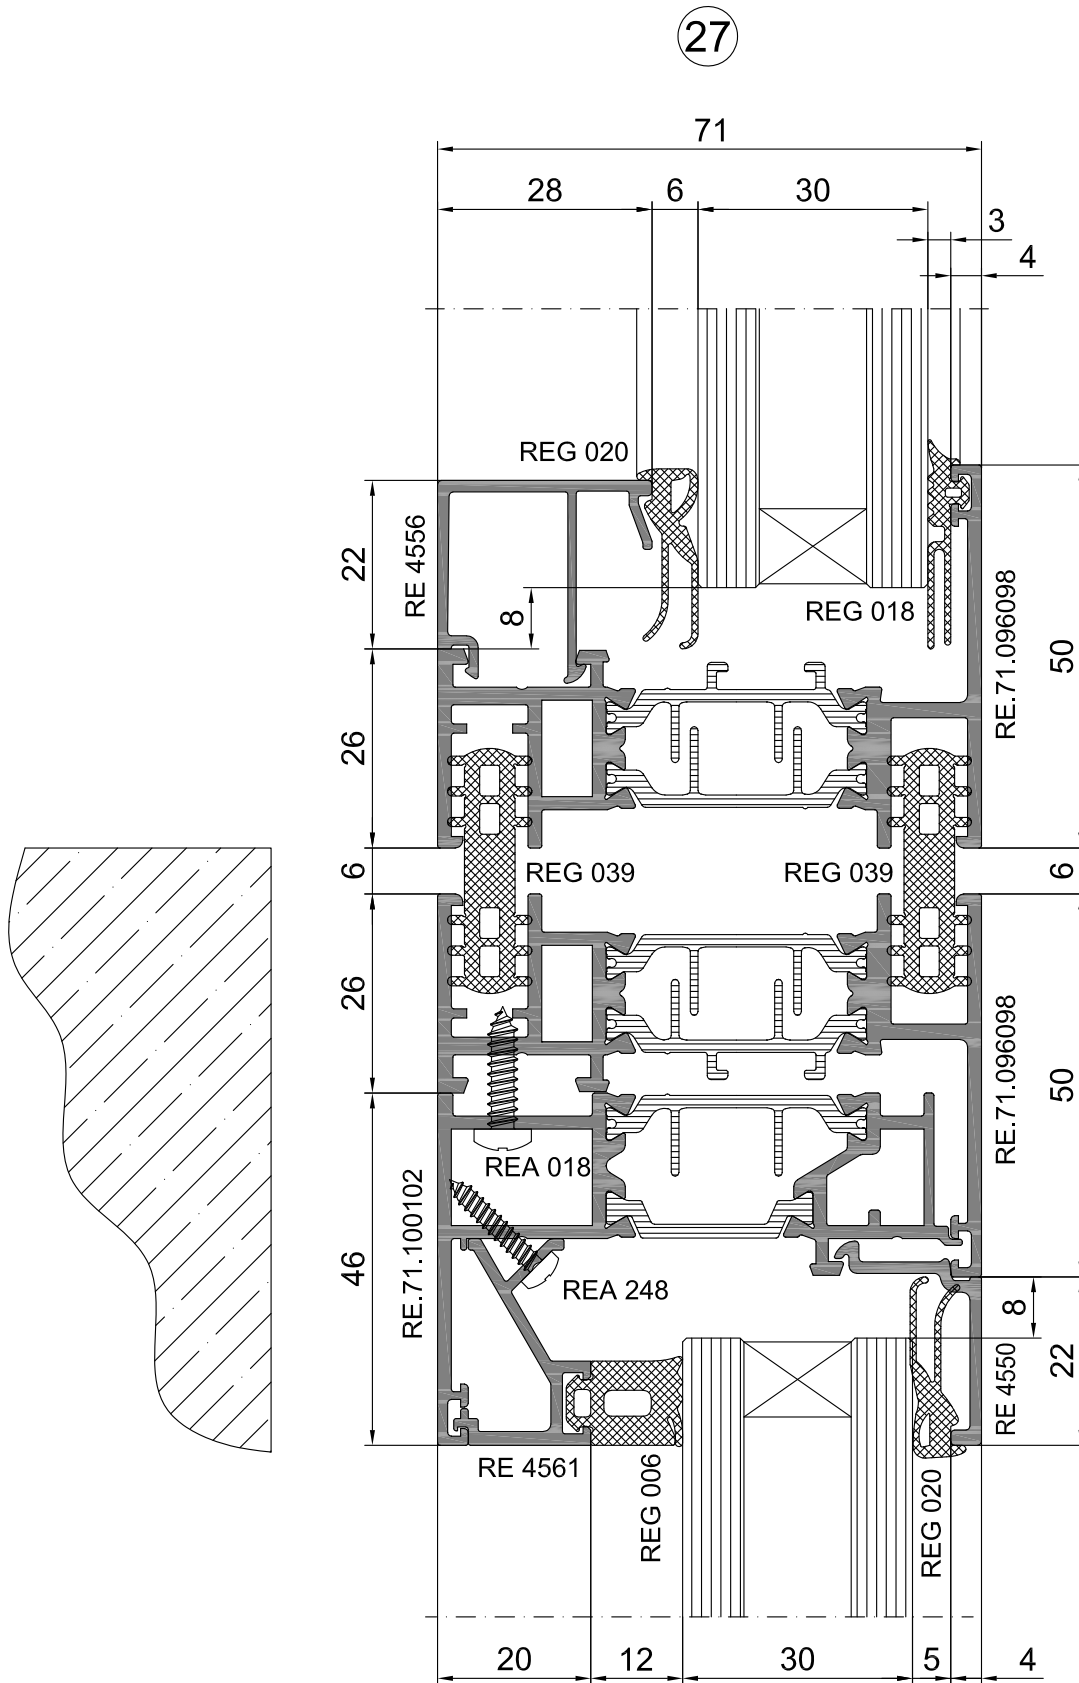 27
71
28 6 30 3
4
REG 020
22
RE 4556
8
REG 018
RE.71.096098
50
26
6
REG 039
REG 039
6
26
RE.71.096098
50
REA 018
RE.71.100102
46
REA 248
8
22
RE 4550
RE 4561
REG 006
REG 020
20 12 30 5 4